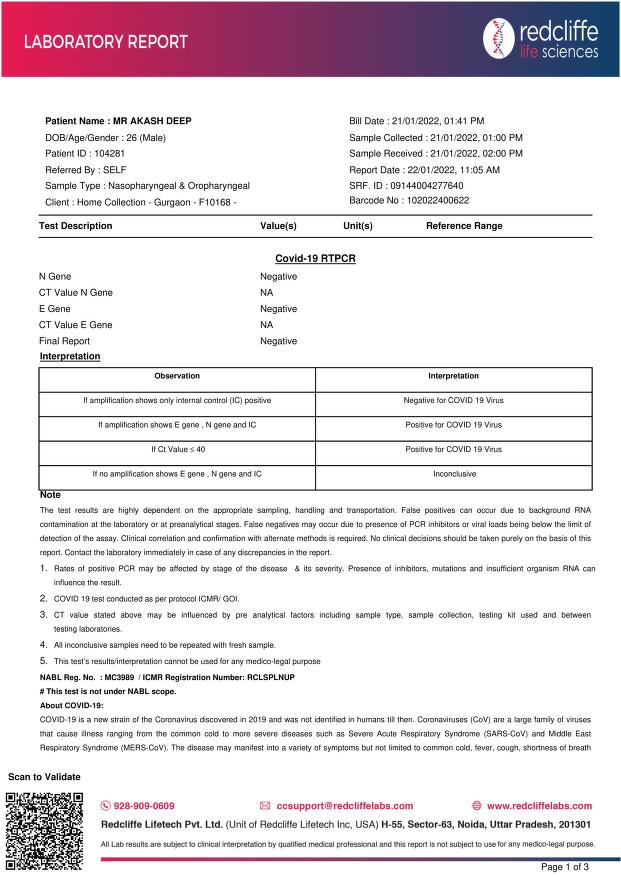 LABORATORY REPORT
redcliffe
life sciences
Patient Name : MR AKASH DEEP
Bill Date : 21/01/2022, 01:41 PM
DOB/Age/Gender : 26 (Male)
Sample Collected : 21/01/2022, 01:00 PM
Patient ID : 104281
Sample Received : 21/01/2022, 02:00 PM
Referred By : SELF
Report Date : 22/01/2022, 11:05 AM
Sample Type : Nasopharyngeal & Oropharyngeal
SRF. ID : 09144004277640
Client : Home Collection - Gurgaon - F10168 -
Barcode No : 102022400622
Test Description Value(s) Unit(s) Reference Range
Covid-19 RTPCR
N Gene Negative
CT Value N Gene NA
E Gene Negative
CT Value E Gene NA
Final Report Negative
Interpretation
Observation Interpretation
If amplification shows only internal control (IC) positive Negative for COVID 19 Virus
If amplification shows E gene , N gene and IC Positive for COVID 19 Virus
If Ct Value ≤ 40 Positive for COVID 19 Virus
If no amplification shows E gene , N gene and IC Inconclusive
Note
The test results are highly dependent on the appropriate sampling, handling and transportation. False positives can occur due to background RNA
contamination at the laboratory or at preanalytical stages. False negatives may occur due to presence of PCR inhibitors or viral loads being below the limit of
detection of the assay. Clinical correlation and confirmation with alternate methods is required. No clinical decisions should be taken purely on the basis of this
report. Contact the laboratory immediately in case of any discrepancies in the report.
1. Rates of positive PCR may be affected by stage of the disease & its severity. Presence of inhibitors, mutations and insufficient organism RNA can
influence the result.
2. COVID 19 test conducted as per protocol ICMR/ GOI.
3. CT value stated above may be influenced by pre analytical factors including sample type, sample collection, testing kit used and between
testing laboratories.
4. All inconclusive samples need to be repeated with fresh sample.
5. This test's results/interpretation cannot be used for any medico-legal purpose
NABL Reg. No. : MC3989 / ICMR Registration Number: RCLSPLNUP
# This test is not under NABL scope.
About COVID-19:
COVID-19 is a new strain of the Coronavirus discovered in 2019 and was not identified in humans till then. Coronaviruses (CoV) are a large family of viruses
that cause illness ranging from the common cold to more severe diseases such as Severe Acute Respiratory Syndrome (SARS-CoV) and Middle East
Respiratory Syndrome (MERS-CoV). The disease may manifest into a variety of symptoms but not limited to common cold, fever, cough, shortness of breath
Scan to Validate
928-909-0609 ccsupport@redcliffelabs.com www.redcliffelabs.com
Redcliffe Lifetech Pvt. Ltd. (Unit of Redcliffe Lifetech Inc, USA) H-55, Sector-63, Noida, Uttar Pradesh, 201301
All Lab results are subject to clinical interpretation by qualified medical professional and this report is not subject to use for any medico-legal purpose.
Page 1 of 3